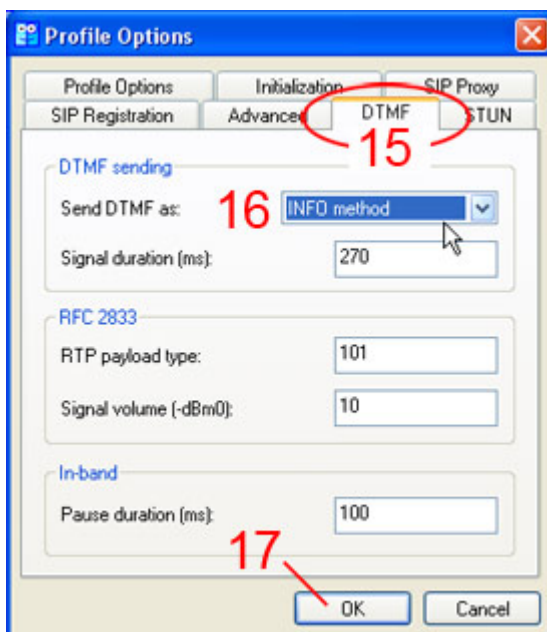 Profile Options
Profile Options Initialization SIP Proxy
SIP Registration Advanced DTMF STUN
15
DTMF sending
Send DTMF as: 16 INFO method
Signal duration (ms): 270
RFC 2833
RTP payload type: 101
Signal volume (-dBm0): 10
In-band
Pause duration (ms): 100
17
OK Cancel